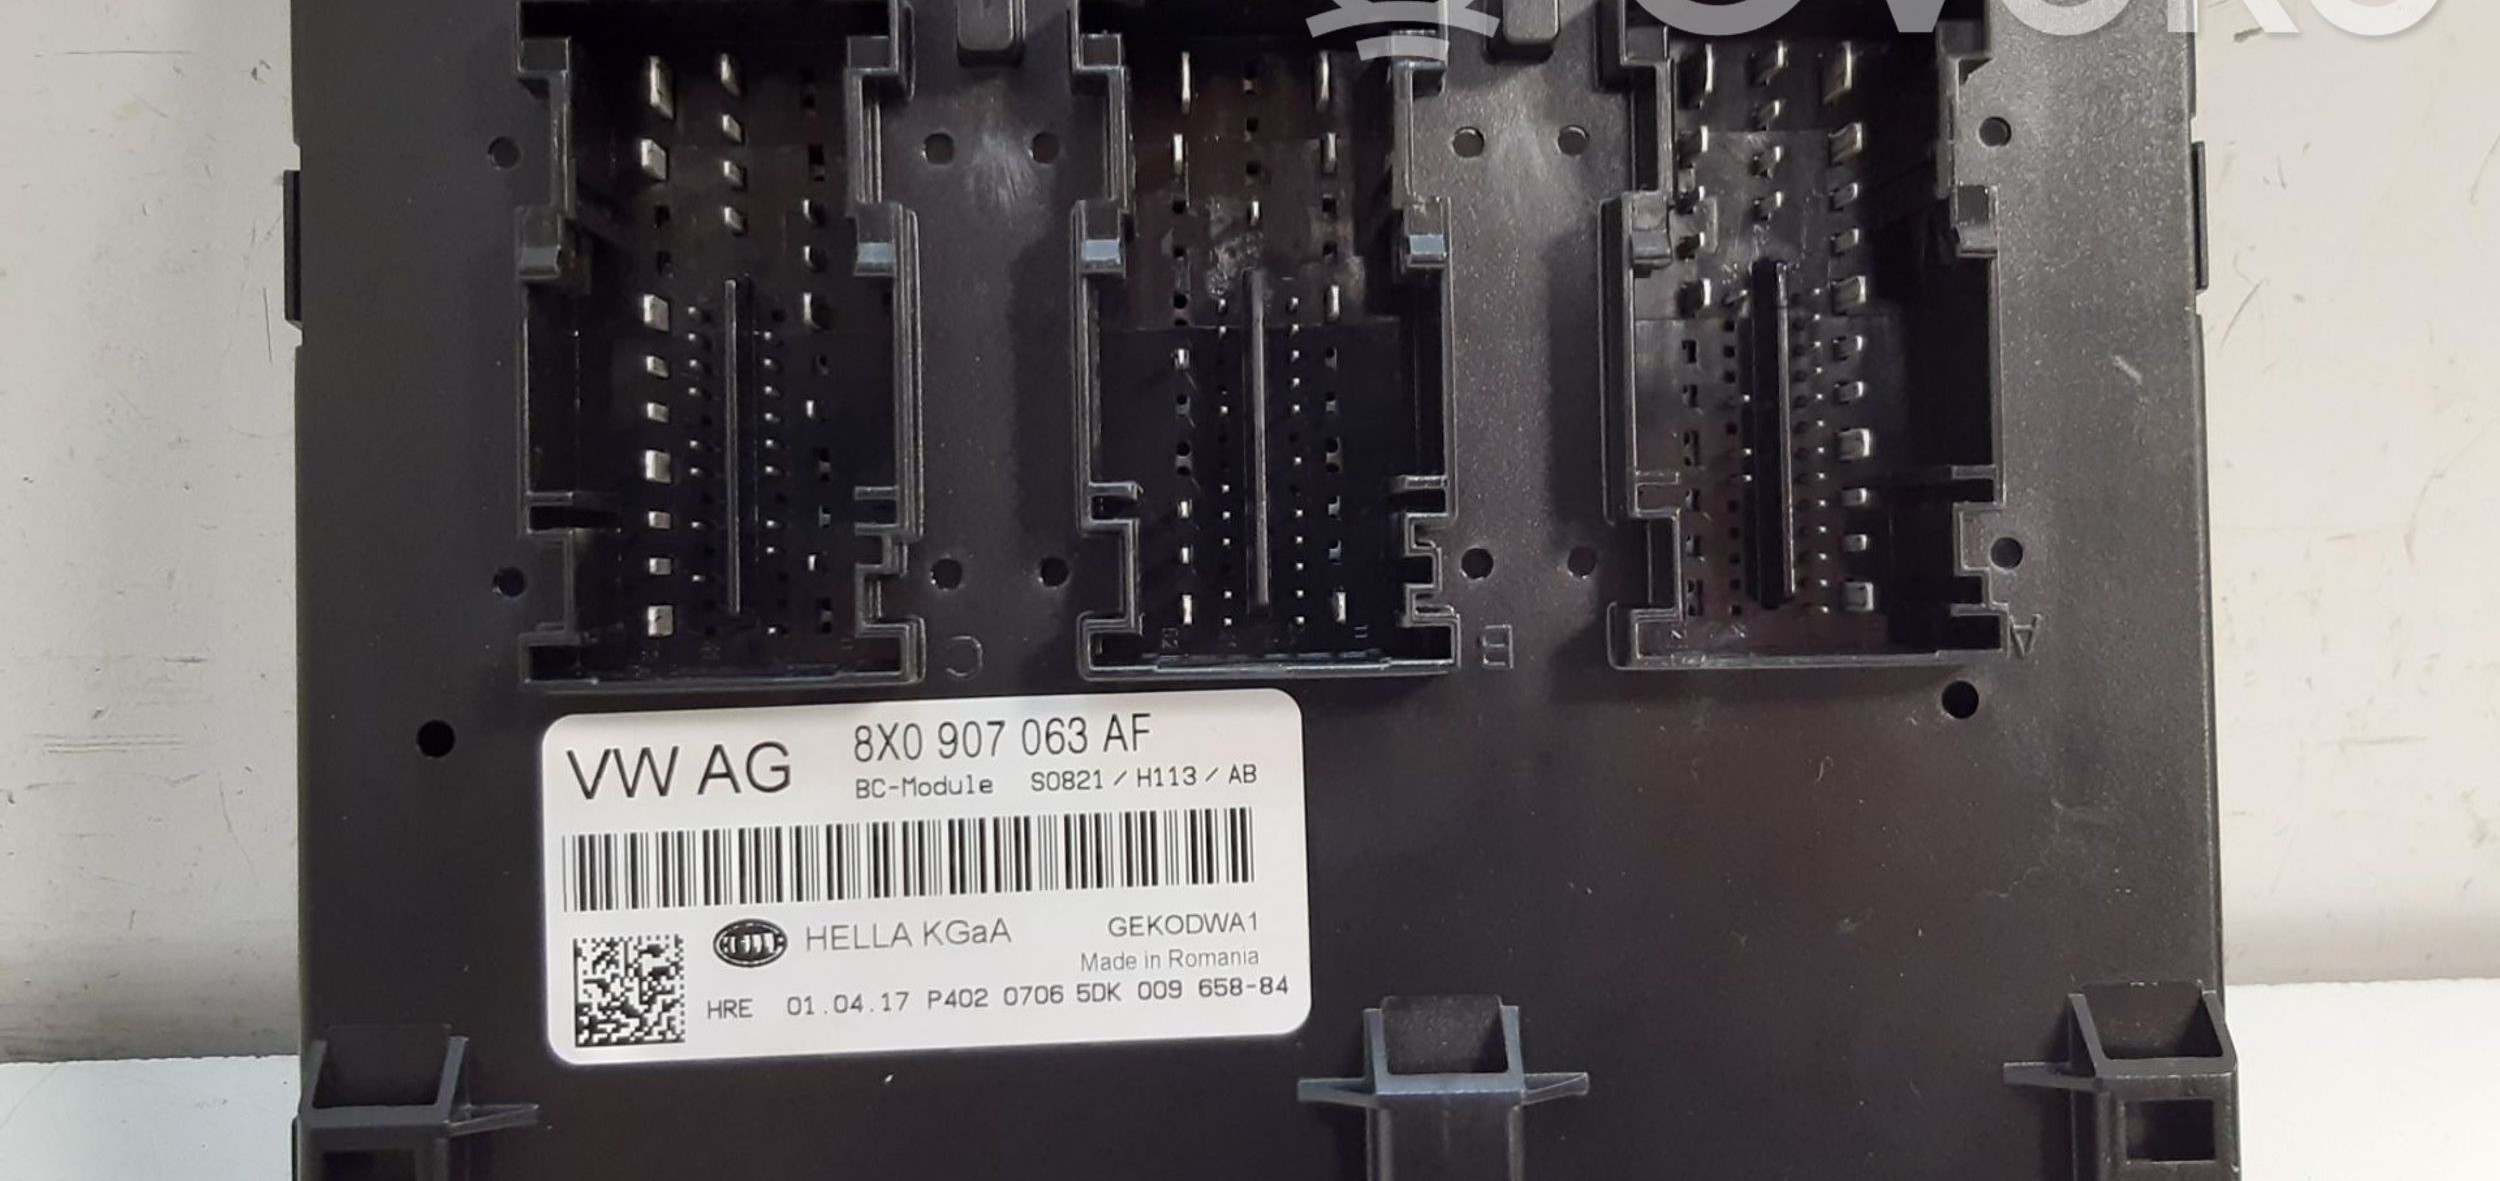 C
B
A
VW AG
8X0 907 063 AF
BC-Module S0821 / H113 / AB
HELLA
HELLA KGaA
GEKODWA1
Made in Romania
HRE 01.04.17 P402 0706 5DK 009 658-84